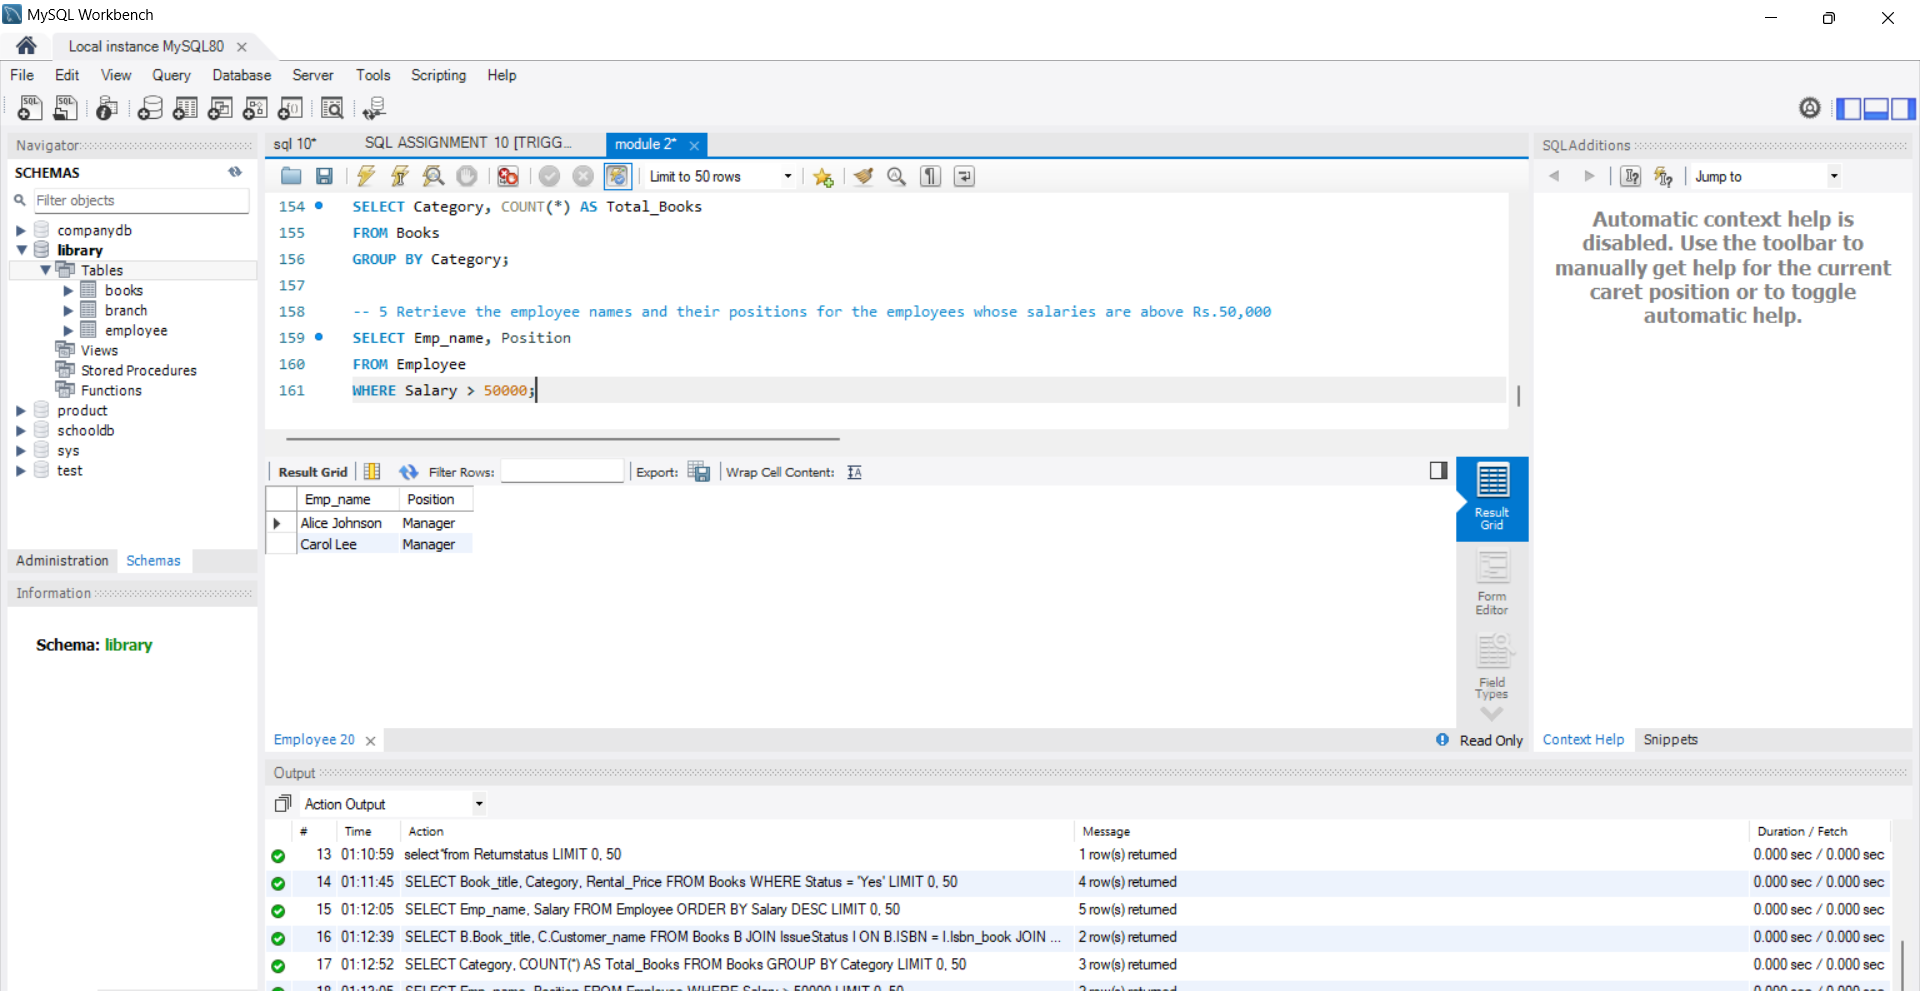 MySQL Workbench
Local instance MySQL80
File Edit View Query Database Server Tools Scripting Help
Navigator
SCHEMAS
Filter objects
companydb
library
Tables
books
branch
employee
Views
Stored Procedures
Functions
product
schooldb
sys
test
Administration Schemas
Information
Schema: library
sql 10* SQL ASSIGNMENT 10 [TRIGG... module 2*
Limit to 50 rows
154 SELECT Category, COUNT(*) AS Total_Books
155 FROM Books
156 GROUP BY Category;
157
158 -- 5 Retrieve the employee names and their positions for the employees whose salaries are above Rs.50,000
159 SELECT Emp_name, Position
160 FROM Employee
161 WHERE Salary > 50000;
Result Grid Filter Rows: Export: Wrap Cell Content:
Emp_name Position
Alice Johnson Manager
Carol Lee Manager
Result Grid
Form Editor
Field Types
Employee 20 Read Only
SQLAdditions
Jump to
Automatic context help is
disabled. Use the toolbar to
manually get help for the current
caret position or to toggle
automatic help.
Context Help Snippets
Output
Action Output
# Time Action Message Duration / Fetch
13 01:10:59 select*from Returnstatus LIMIT 0, 50 1 row(s) returned 0.000 sec / 0.000 sec
14 01:11:45 SELECT Book_title, Category, Rental_Price FROM Books WHERE Status = 'Yes' LIMIT 0, 50 4 row(s) returned 0.000 sec / 0.000 sec
15 01:12:05 SELECT Emp_name, Salary FROM Employee ORDER BY Salary DESC LIMIT 0, 50 5 row(s) returned 0.000 sec / 0.000 sec
16 01:12:39 SELECT B.Book_title, C.Customer_name FROM Books B JOIN IssueStatus I ON B.ISBN = I.Isbn_book JOIN ... 2 row(s) returned 0.000 sec / 0.000 sec
17 01:12:52 SELECT Category, COUNT(*) AS Total_Books FROM Books GROUP BY Category LIMIT 0, 50 3 row(s) returned 0.000 sec / 0.000 sec
18 01:13:05 SELECT Emp_name, Position FROM Employee WHERE Salary > 50000 LIMIT 0, 50 2 row(s) returned 0.000 sec / 0.000 sec